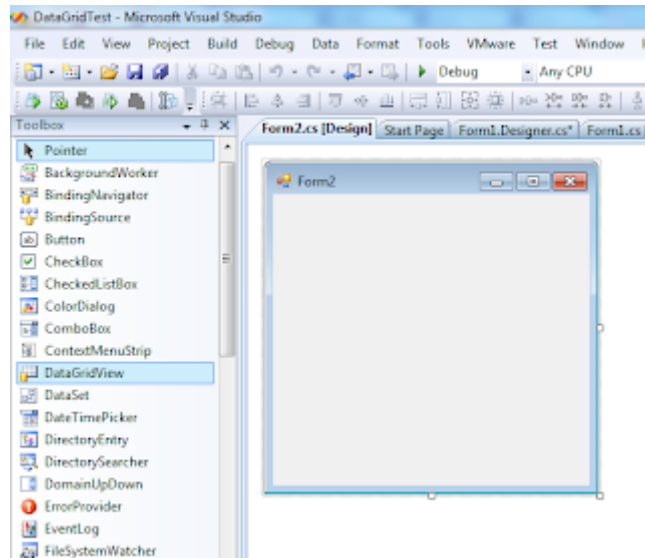 DataGridTest - Microsoft Visual Studio
File Edit View Project Build Debug Data Format Tools VMware Test Window
Debug Any CPU
Toolbox
Form2.cs [Design] Start Page Form1.Designer.cs* Form1.cs
Pointer
BackgroundWorker
BindingNavigator
BindingSource
Button
CheckBox
CheckedListBox
ColorDialog
ComboBox
ContextMenuStrip
DataGridView
DataSet
DateTimePicker
DirectoryEntry
DirectorySearcher
DomainUpDown
ErrorProvider
EventLog
FileSystemWatcher
Form2